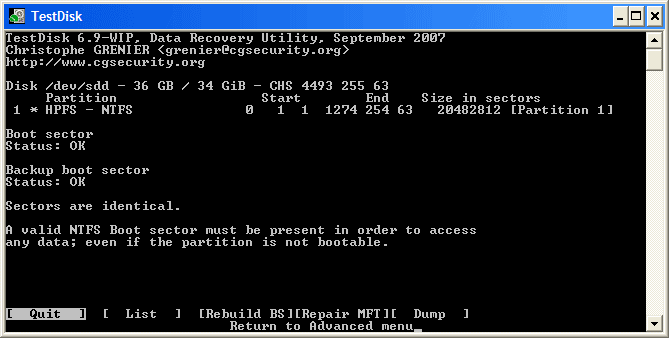 TestDisk
TestDisk 6.9-WIP, Data Recovery Utility, September 2007
Christophe GRENIER <grenier@cgsecurity.org>
http://www.cgsecurity.org
Disk /dev/sdd - 36 GB / 34 GiB - CHS 4493 255 63
Partition Start End Size in sectors
1 * HPFS - NTFS 0 1 1 1274 254 63 20482812 [Partition 1]
Boot sector
Status: OK
Backup boot sector
Status: OK
Sectors are identical.
A valid NTFS Boot sector must be present in order to access
any data; even if the partition is not bootable.
[ Quit ] [ List ] [Rebuild BS][Repair MFT][ Dump ]
Return to Advanced menu_